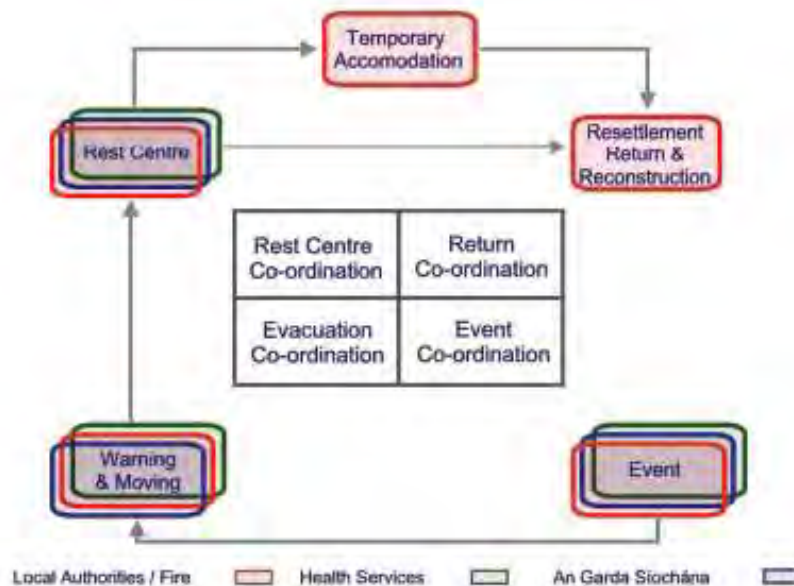 Temporary
Accomodation
Rest Centre
Resettlement
Return &
Reconstruction
Rest Centre
Co-ordination
Return
Co-ordination
Evacuation
Co-ordination
Event
Co-ordination
Warning
& Moving
Event
Local Authorities / Fire
Health Services
An Garda Síochána